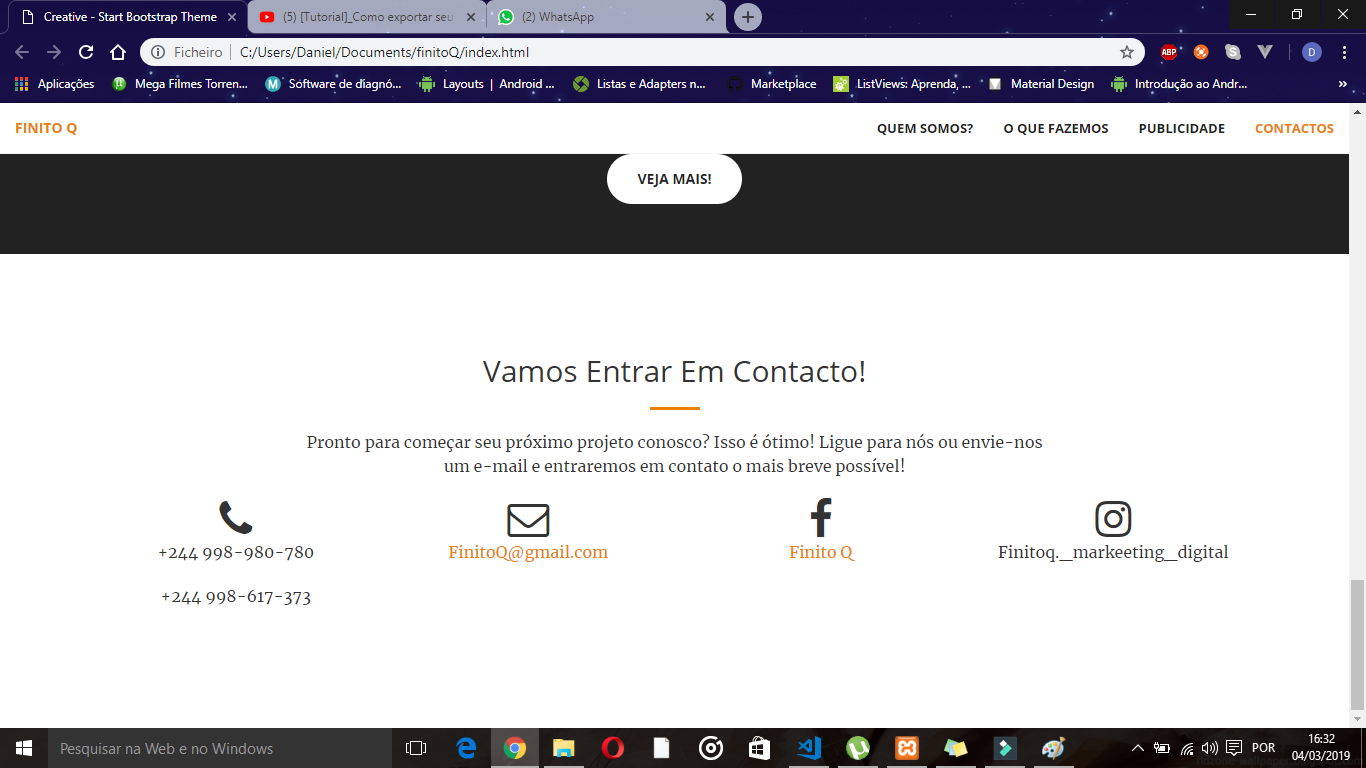 Creative - Start Bootstrap Theme
(5) [Tutorial]_Como exportar seu
(2) WhatsApp
Ficheiro
C:/Users/Daniel/Documents/finitoQ/index.html
ABP
D
Aplicações
Mega Filmes Torren...
Software de diagnó...
Layouts | Android ...
Listas e Adapters n...
Marketplace
ListViews: Aprenda, ...
Material Design
Introdução ao Andr...
»
FINITO Q
QUEM SOMOS?
O QUE FAZEMOS
PUBLICIDADE
CONTACTOS
VEJA MAIS!
Vamos Entrar Em Contacto!
Pronto para começar seu próximo projeto conosco? Isso é ótimo! Ligue para nós ou envie-nos
um e-mail e entraremos em contato o mais breve possível!
+244 998-980-780
+244 998-617-373
FinitoQ@gmail.com
Finito Q
Finitoq._markeeting_digital
Pesquisar na Web e no Windows
POR
16:32
04/03/2019